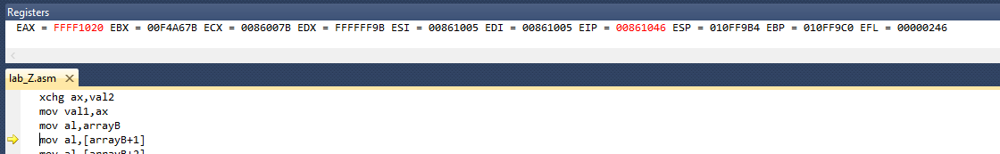 Registers
EAX = FFFF1020 EBX = 00F4A67B ECX = 0086007B EDX = FFFFFF9B ESI = 00861005 EDI = 00861005 EIP = 00861046 ESP = 010FF9B4 EBP = 010FF9C0 EFL = 00000246
lab_Z.asm
xchg ax,val2
mov val1,ax
mov al,arrayB
mov al,[arrayB+1]
mov al,[arrayB+2]